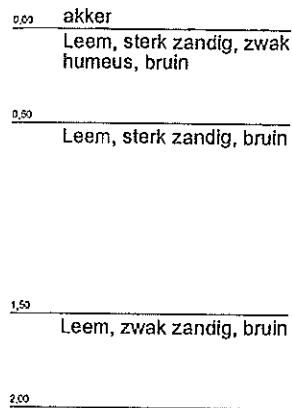 0,00 akker
Leem, sterk zandig, zwak
humeus, bruin
0,50
Leem, sterk zandig, bruin
1,50
Leem, zwak zandig, bruin
2,00